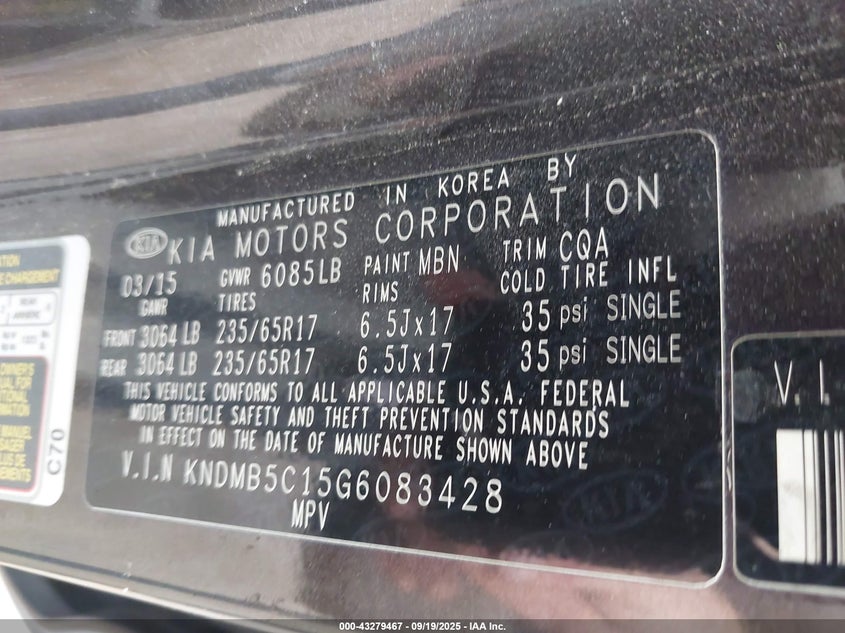 MANUFACTURED IN KOREA BY
KIA KIA MOTORS CORPORATION
03/15 GVWR 6085LB PAINT MBN TRIM CQA
GAWR TIRES RIMS COLD TIRE INFL
FRONT 3064 LB 235/65R17 6.5Jx17 35 psi SINGLE
REAR 3064 LB 235/65R17 6.5Jx17 35 psi SINGLE
THIS VEHICLE CONFORMS TO ALL APPLICABLE U.S.A. FEDERAL
MOTOR VEHICLE SAFETY AND THEFT PREVENTION STANDARDS
IN EFFECT ON THE DATE OF MANUFACTURE SHOWN ABOVE
V.I.N KNDMB5C15G6083428
MPV
C70
V.I.
000-43279467 - 09/19/2025 - IAA Inc.